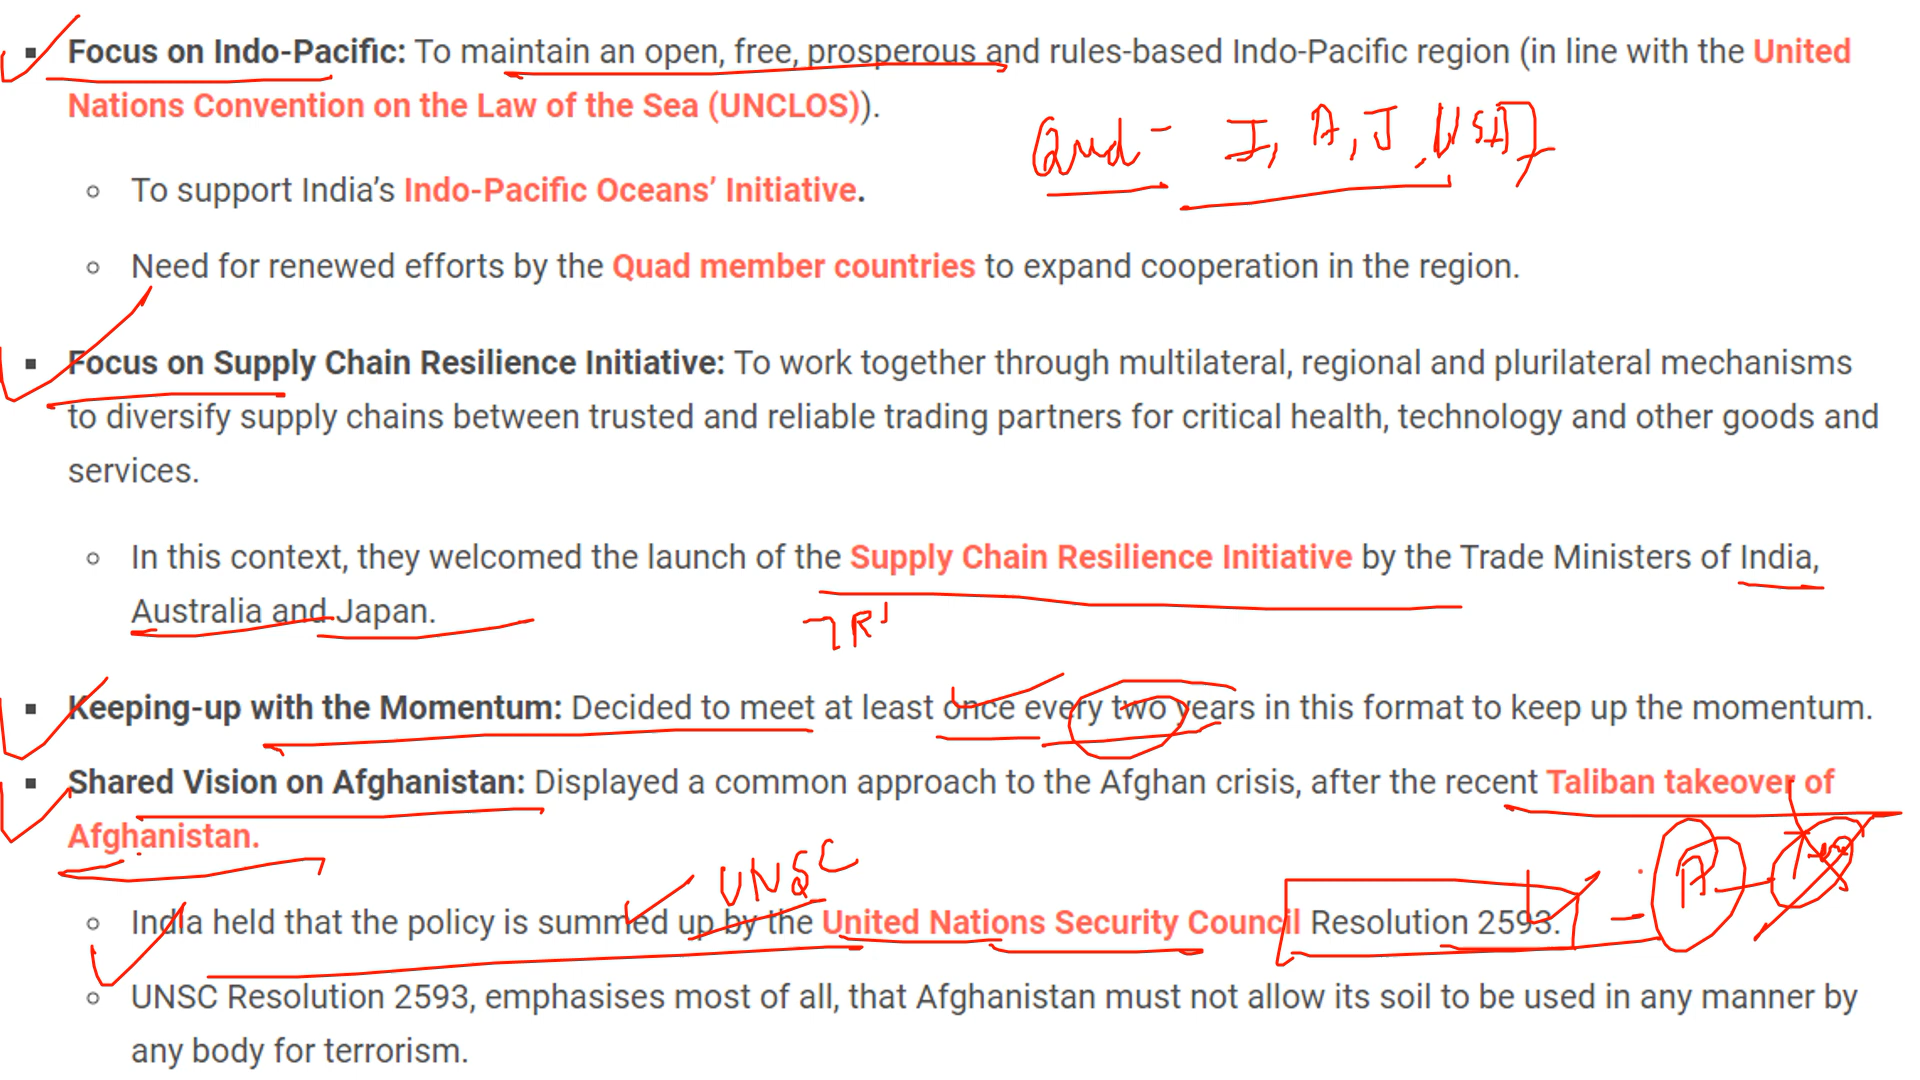 ▪ Focus on Indo-Pacific: To maintain an open, free, prosperous and rules-based Indo-Pacific region (in line with the United
Nations Convention on the Law of the Sea (UNCLOS)).
Quad - I, A, J, USA
○ To support India’s Indo-Pacific Oceans’ Initiative.
○ Need for renewed efforts by the Quad member countries to expand cooperation in the region.
▪ Focus on Supply Chain Resilience Initiative: To work together through multilateral, regional and plurilateral mechanisms
to diversify supply chains between trusted and reliable trading partners for critical health, technology and other goods and
services.
○ In this context, they welcomed the launch of the Supply Chain Resilience Initiative by the Trade Ministers of India,
Australia and Japan.
▪ Keeping-up with the Momentum: Decided to meet at least once every two years in this format to keep up the momentum.
▪ Shared Vision on Afghanistan: Displayed a common approach to the Afghan crisis, after the recent Taliban takeover of
Afghanistan.
UNSC
A
○ India held that the policy is summed up by the United Nations Security Council Resolution 2593.
○ UNSC Resolution 2593, emphasises most of all, that Afghanistan must not allow its soil to be used in any manner by
any body for terrorism.